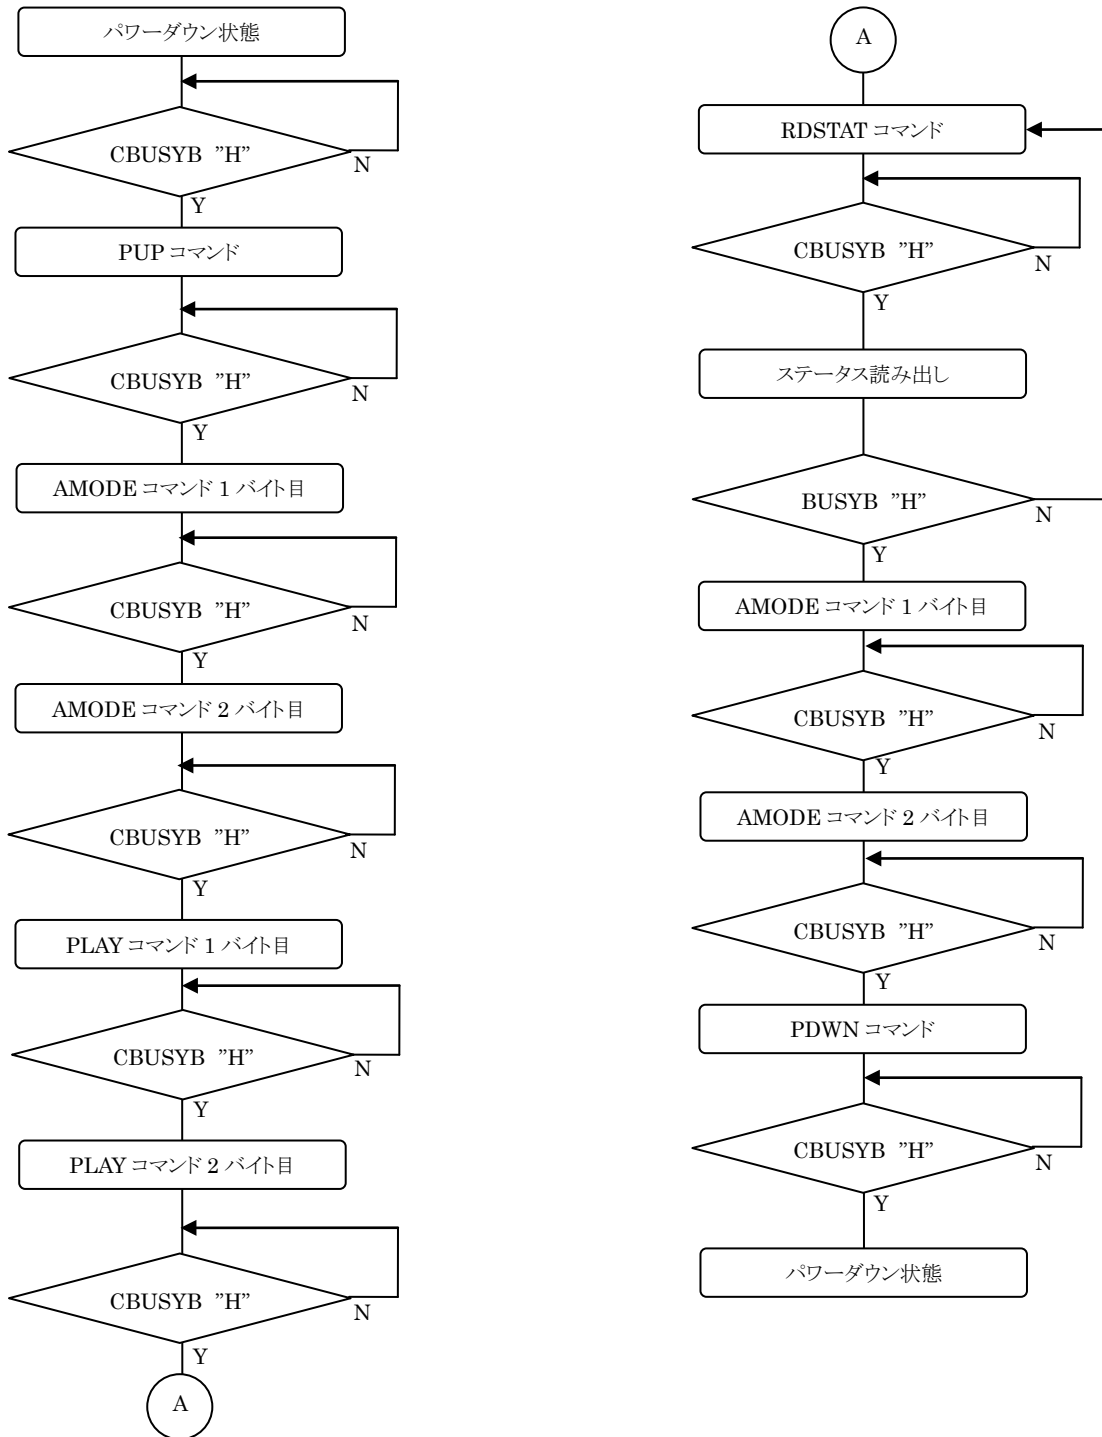 パワーダウン状態
CBUSYB ”H”
N
Y
PUP コマンド
CBUSYB ”H”
N
Y
AMODE コマンド 1 バイト目
CBUSYB ”H”
N
Y
AMODE コマンド 2 バイト目
CBUSYB ”H”
N
Y
PLAY コマンド 1 バイト目
CBUSYB ”H”
N
Y
PLAY コマンド 2 バイト目
CBUSYB ”H”
N
Y
A
A
RDSTAT コマンド
CBUSYB ”H”
N
Y
ステータス読み出し
BUSYB ”H”
N
Y
AMODE コマンド 1 バイト目
CBUSYB ”H”
N
Y
AMODE コマンド 2 バイト目
CBUSYB ”H”
N
Y
PDWN コマンド
CBUSYB ”H”
N
Y
パワーダウン状態